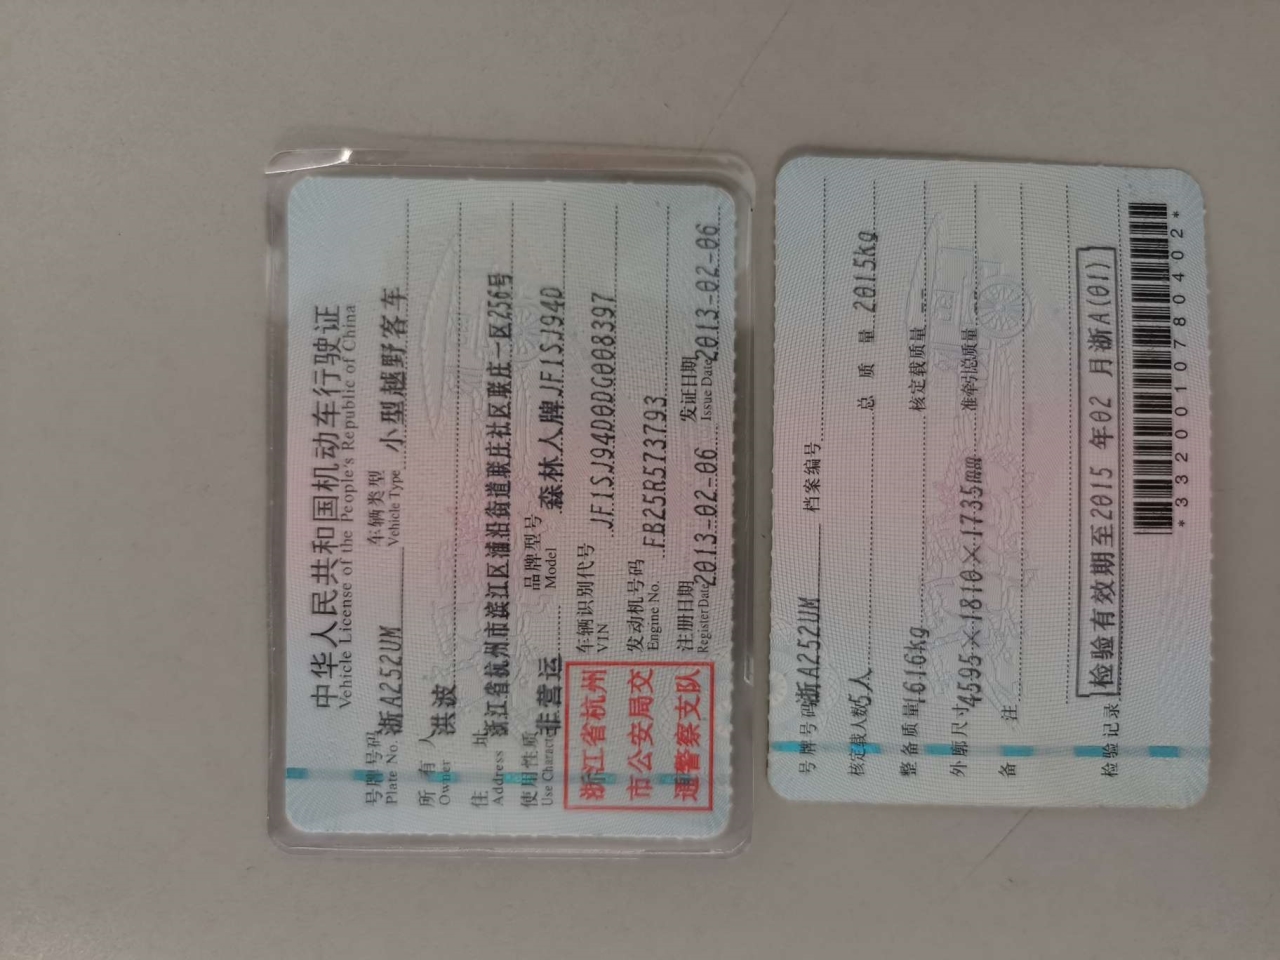 中华人民共和国机动车行驶证
Vehicle License of the People's Republic of China
号牌号码 浙A252UM 车辆类型 小型越野客车
Plate No. Vehicle Type
所有人 洪波
Owner
住址 浙江省杭州市滨江区浦沿街道联庄社区联庄一区256号
Address
使用性质 非营运 品牌型号 森林人牌JF1SJ94D
Use Character Model
浙江省杭州
市公安局交
通警察支队
车辆识别代号 JF1SJ94D0DG008397
VIN
发动机号码 FB25R573793
Engine No.
注册日期 2013-02-06 发证日期 2013-02-06
Register Date Issue Date
号牌号码 浙A252UM 档案编号
核定载人数 5人 总质量 2015kg
整备质量 1616kg 核定载质量 --
外廓尺寸 4595×1810×1735mm 准牵引总质量 --
备注
检验记录 检验有效期至2015年02月浙A(01)
*3320010780402*